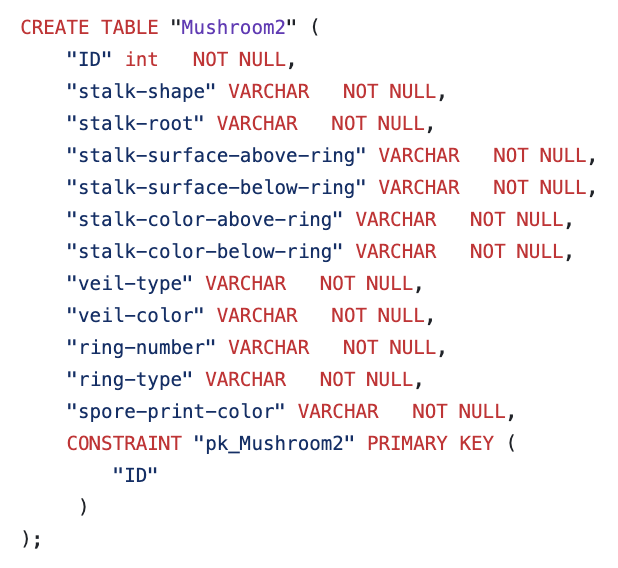 CREATE TABLE "Mushroom2" (
    "ID" int   NOT NULL,
    "stalk-shape" VARCHAR   NOT NULL,
    "stalk-root" VARCHAR   NOT NULL,
    "stalk-surface-above-ring" VARCHAR   NOT NULL,
    "stalk-surface-below-ring" VARCHAR   NOT NULL,
    "stalk-color-above-ring" VARCHAR   NOT NULL,
    "stalk-color-below-ring" VARCHAR   NOT NULL,
    "veil-type" VARCHAR   NOT NULL,
    "veil-color" VARCHAR   NOT NULL,
    "ring-number" VARCHAR   NOT NULL,
    "ring-type" VARCHAR   NOT NULL,
    "spore-print-color" VARCHAR   NOT NULL,
    CONSTRAINT "pk_Mushroom2" PRIMARY KEY (
        "ID"
     )
);